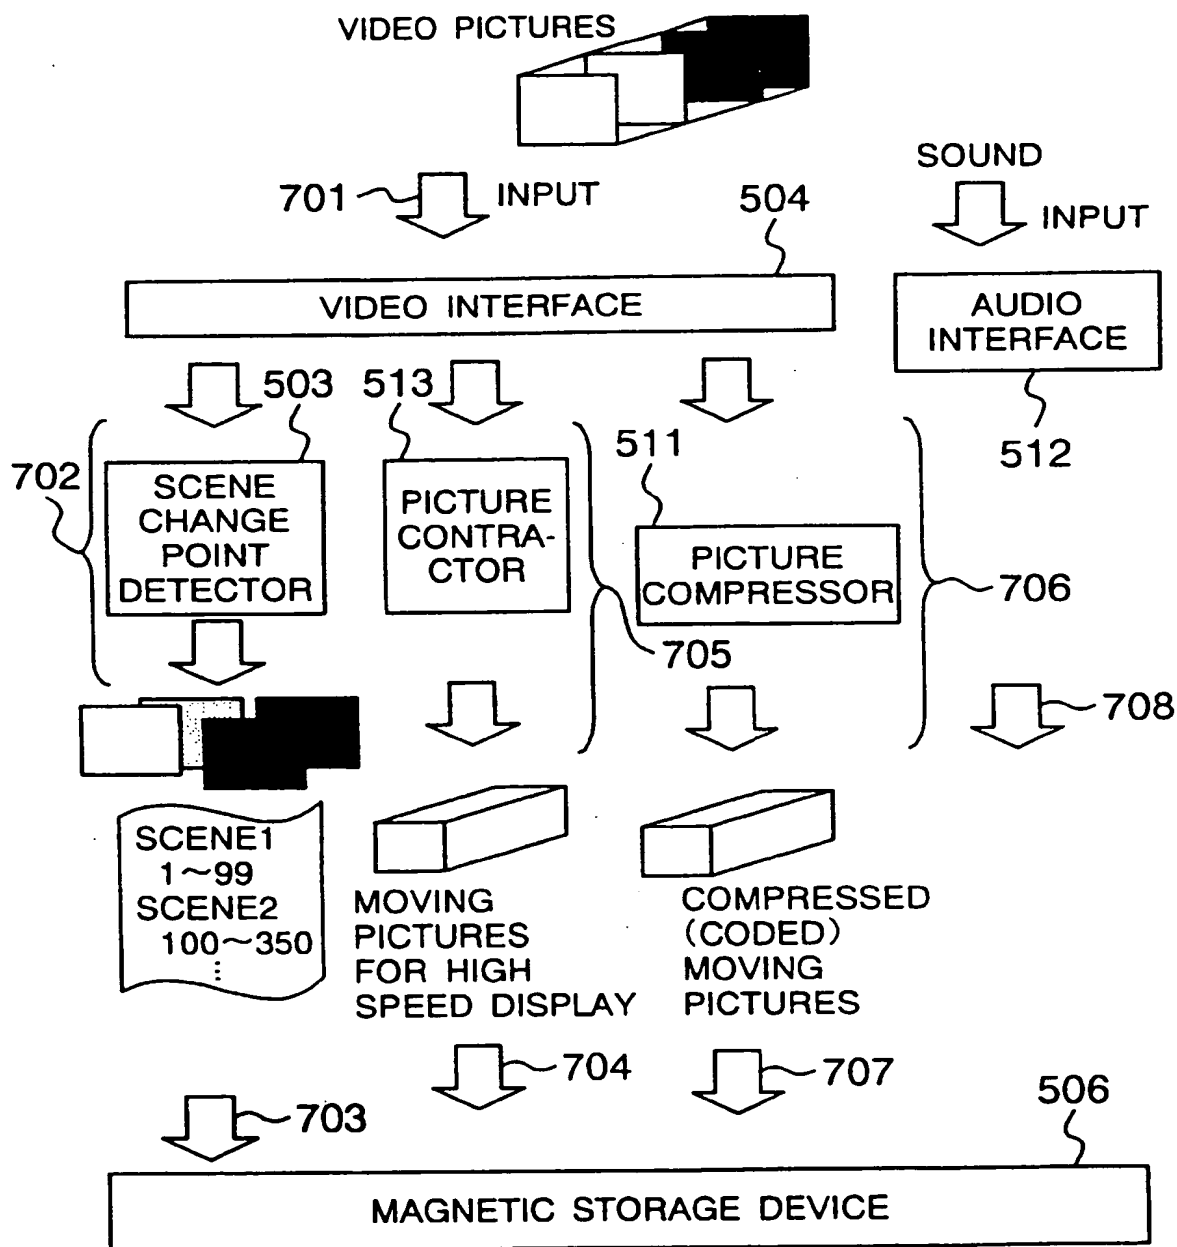 VIDEO PICTURES
SOUND
701
INPUT
504
INPUT
VIDEO INTERFACE
AUDIO
INTERFACE
503
513
511
512
702
SCENE
CHANGE
POINT
DETECTOR
PICTURE
CONTRA-
CTOR
PICTURE
COMPRESSOR
706
705
708
SCENE1
1~99
SCENE2
100~350
⋮
MOVING
PICTURES
FOR HIGH
SPEED DISPLAY
COMPRESSED
(CODED)
MOVING
PICTURES
704
707
703
506
MAGNETIC STORAGE DEVICE